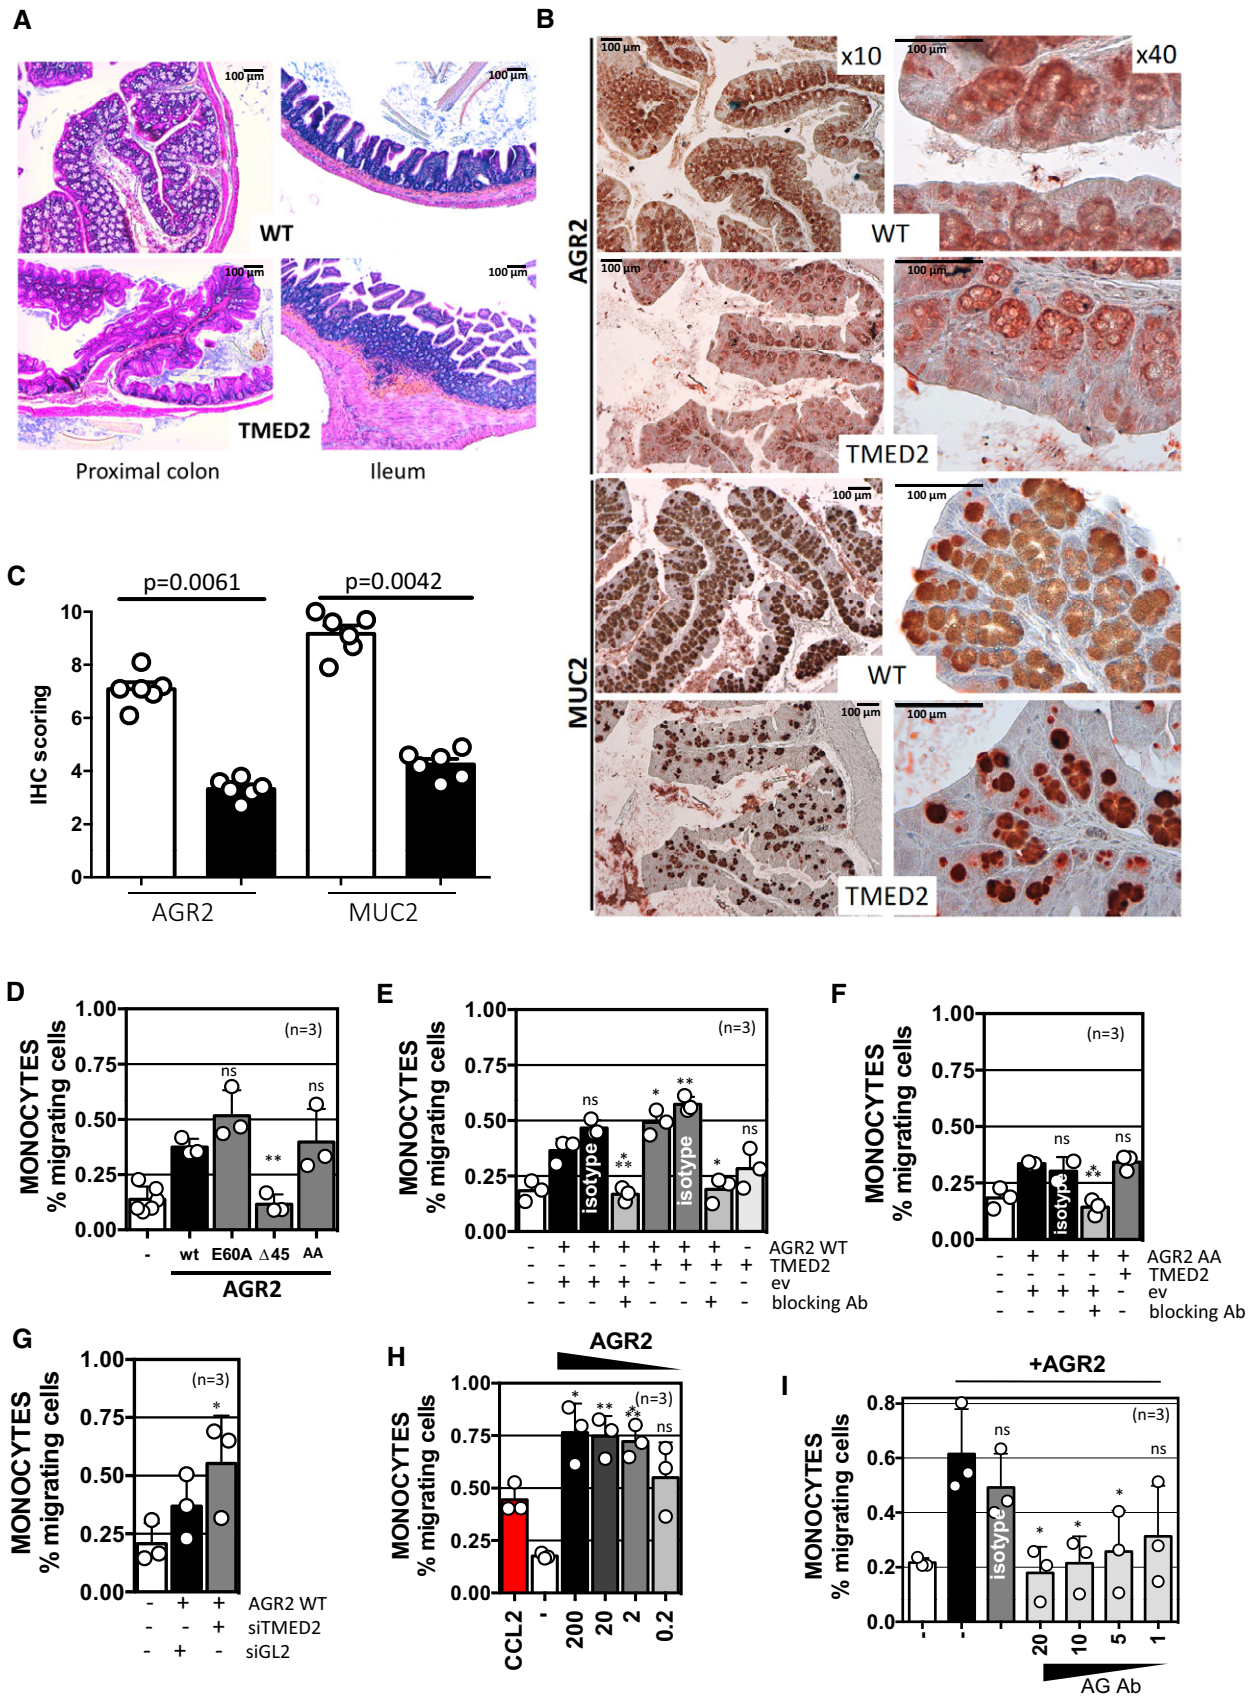 A
100 µm
100 µm
WT
100 µm
100 µm
TMED2
Proximal colon
Ileum
B
AGR2
MUC2
100 µm
x10
100 µm
x40
WT
100 µm
100 µm
TMED2
100 µm
100 µm
WT
100 µm
100 µm
TMED2
C
p=0.0061
p=0.0042
IHC scoring
10
8
6
4
2
0
AGR2
MUC2
D
MONOCYTES
% migrating cells
1.00
0.75
0.50
0.25
0.00
(n=3)
ns
**
ns
- wt E60A Δ45 AA
AGR2
E
MONOCYTES
% migrating cells
1.00
0.75
0.50
0.25
0.00
(n=3)
ns
*
**
*
**
*
ns
isotype
isotype
- + + + + + + - AGR2 WT
- - - - + + + + TMED2
- + + + - - - - ev
- - - + - - + - blocking Ab
F
MONOCYTES
% migrating cells
1.00
0.75
0.50
0.25
0.00
(n=3)
ns
*
**
ns
isotype
- + + + + AGR2 AA
- - - - + TMED2
- + + + - ev
- - - + - blocking Ab
G
MONOCYTES
% migrating cells
1.00
0.75
0.50
0.25
0.00
(n=3)
*
- + + AGR2 WT
- - + siTMED2
- + - siGL2
H
AGR2
MONOCYTES
% migrating cells
1.00
0.75
0.50
0.25
0.00
(n=3)
*
**
*
**
ns
CCL2 - 200 20 2 0.2
I
+AGR2
MONOCYTES
% migrating cells
0.8
0.6
0.4
0.2
0.0
(n=3)
ns
*
*
*
ns
isotype
- - 20 10 5 1
AG Ab